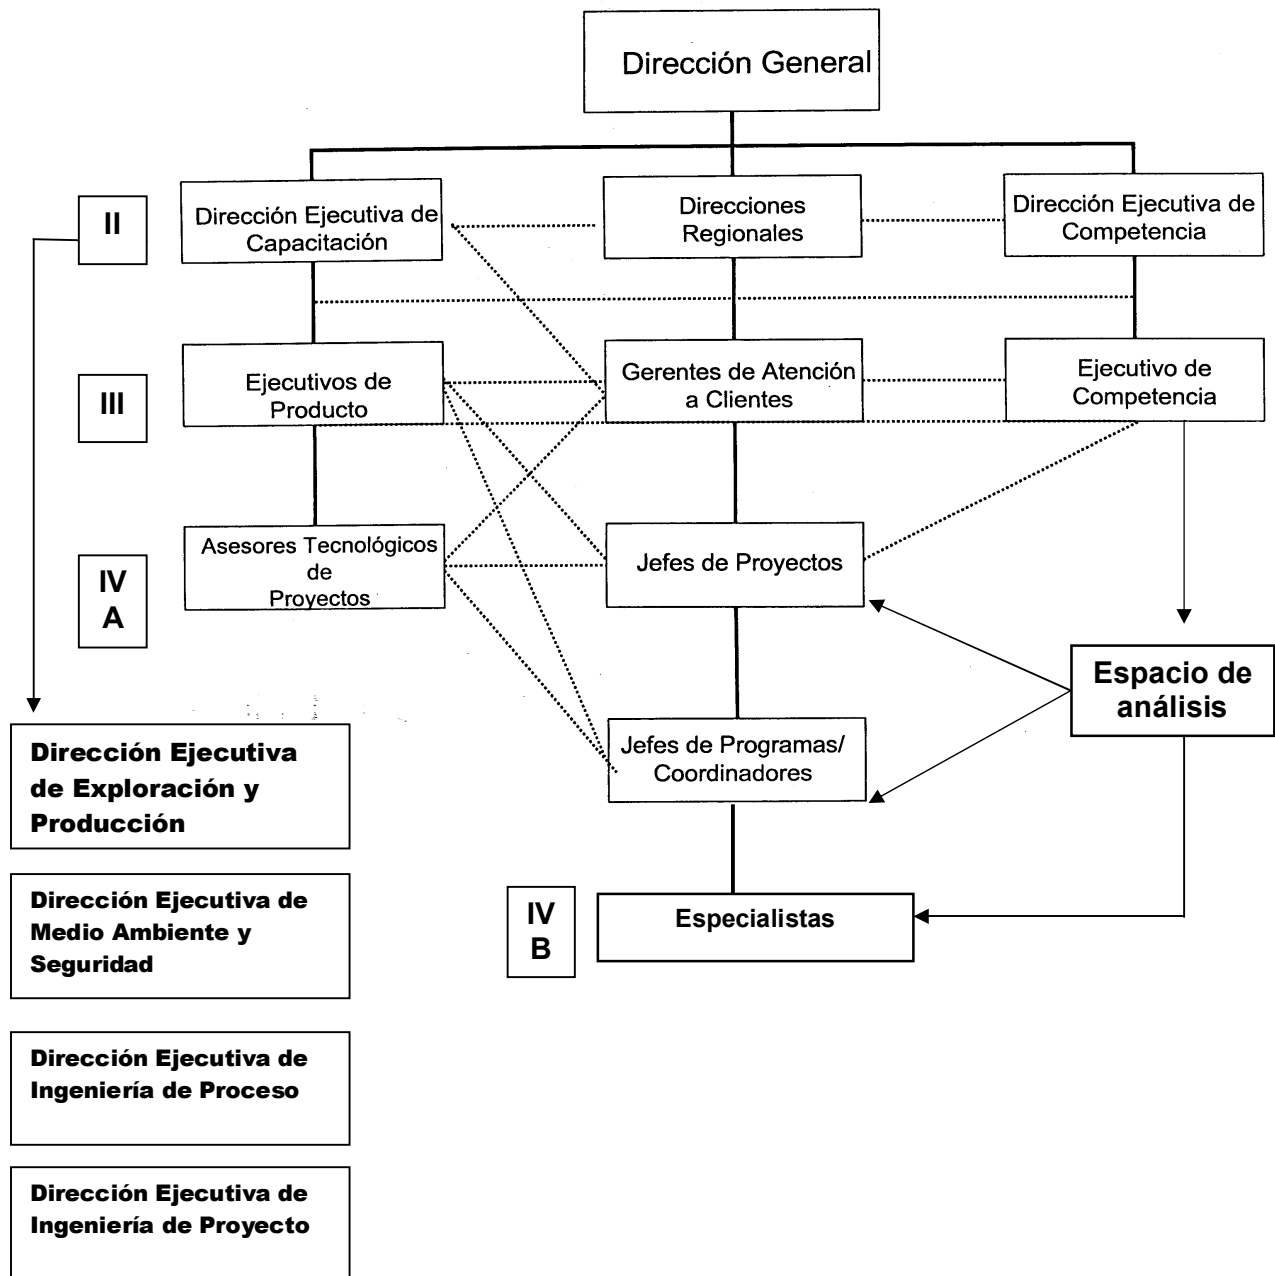 Dirección General
II
Dirección Ejecutiva de
Capacitación
Direcciones
Regionales
Dirección Ejecutiva de
Competencia
III
Ejecutivos de
Producto
Gerentes de Atención
a Clientes
Ejecutivo de
Competencia
IV
A
Asesores Tecnológicos
de
Proyectos
Jefes de Proyectos
Espacio de
análisis
Dirección Ejecutiva
de Exploración y
Producción
Jefes de Programas/
Coordinadores
Dirección Ejecutiva de
Medio Ambiente y
Seguridad
IV
B
Especialistas
Dirección Ejecutiva de
Ingeniería de Proceso
Dirección Ejecutiva de
Ingeniería de Proyecto